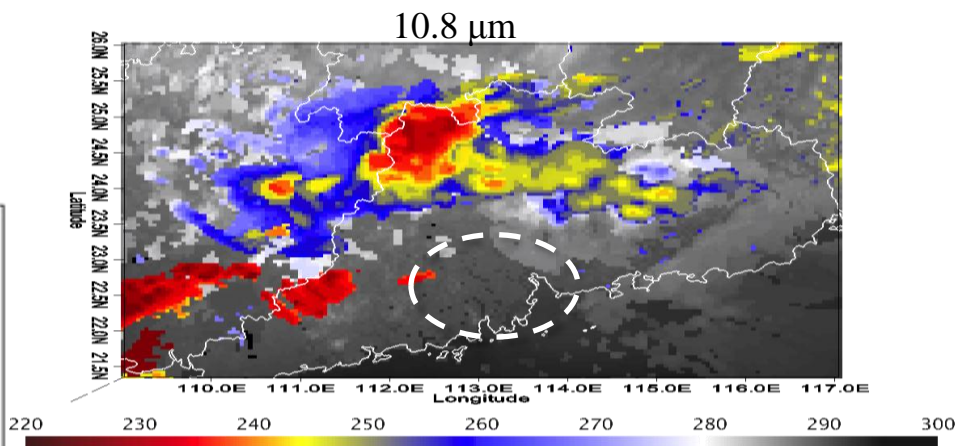 10.8 μm
26.0N
25.5N
25.0N
24.5N
24.0N
23.5N
23.0N
22.5N
22.0N
21.5N
Latitude
110.0E 111.0E 112.0E 113.0E 114.0E 115.0E 116.0E 117.0E
Longitude
220 230 240 250 260 270 280 290 300